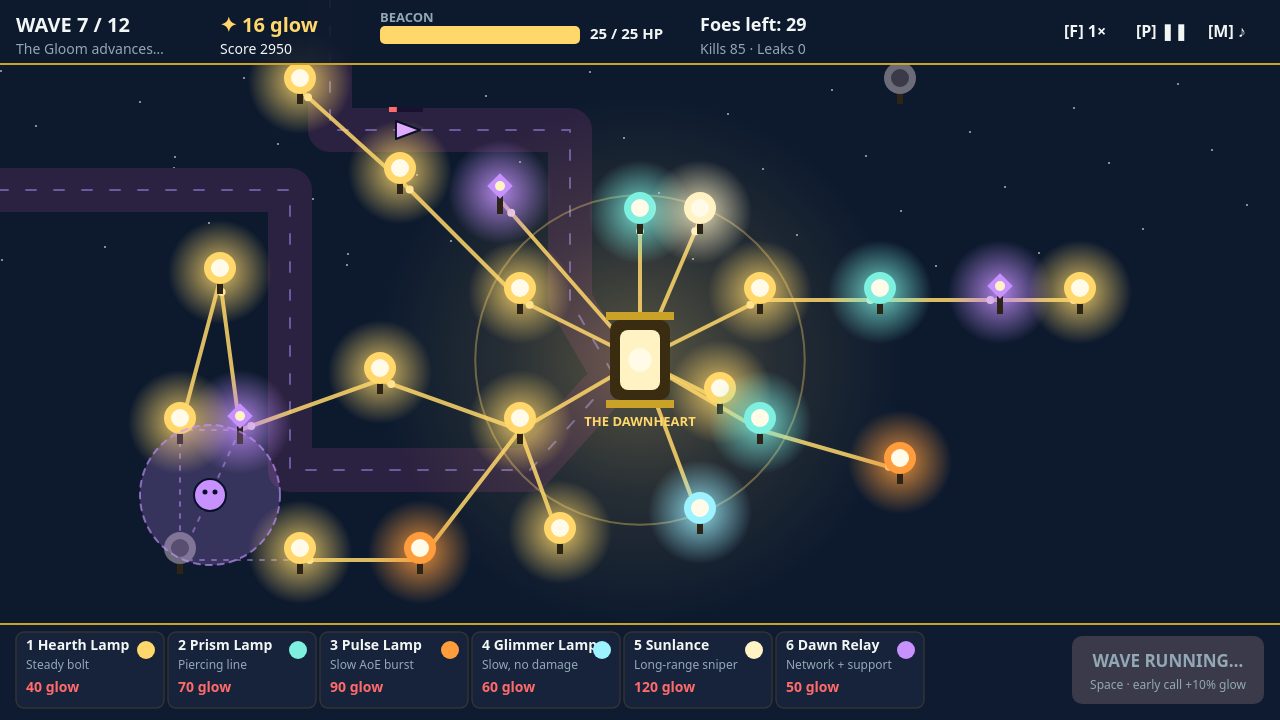 WAVE 7 / 12
The Gloom advances...
✦ 16 glow
Score 2950
BEACON
25 / 25 HP
Foes left: 29
Kills 85 · Leaks 0
[F] 1×
[P] ❚❚
[M] ♪
THE DAWNHEART
1 Hearth Lamp
Steady bolt
40 glow
2 Prism Lamp
Piercing line
70 glow
3 Pulse Lamp
Slow AoE burst
90 glow
4 Glimmer Lamp
Slow, no damage
60 glow
5 Sunlance
Long-range sniper
120 glow
6 Dawn Relay
Network + support
50 glow
WAVE RUNNING...
Space · early call +10% glow